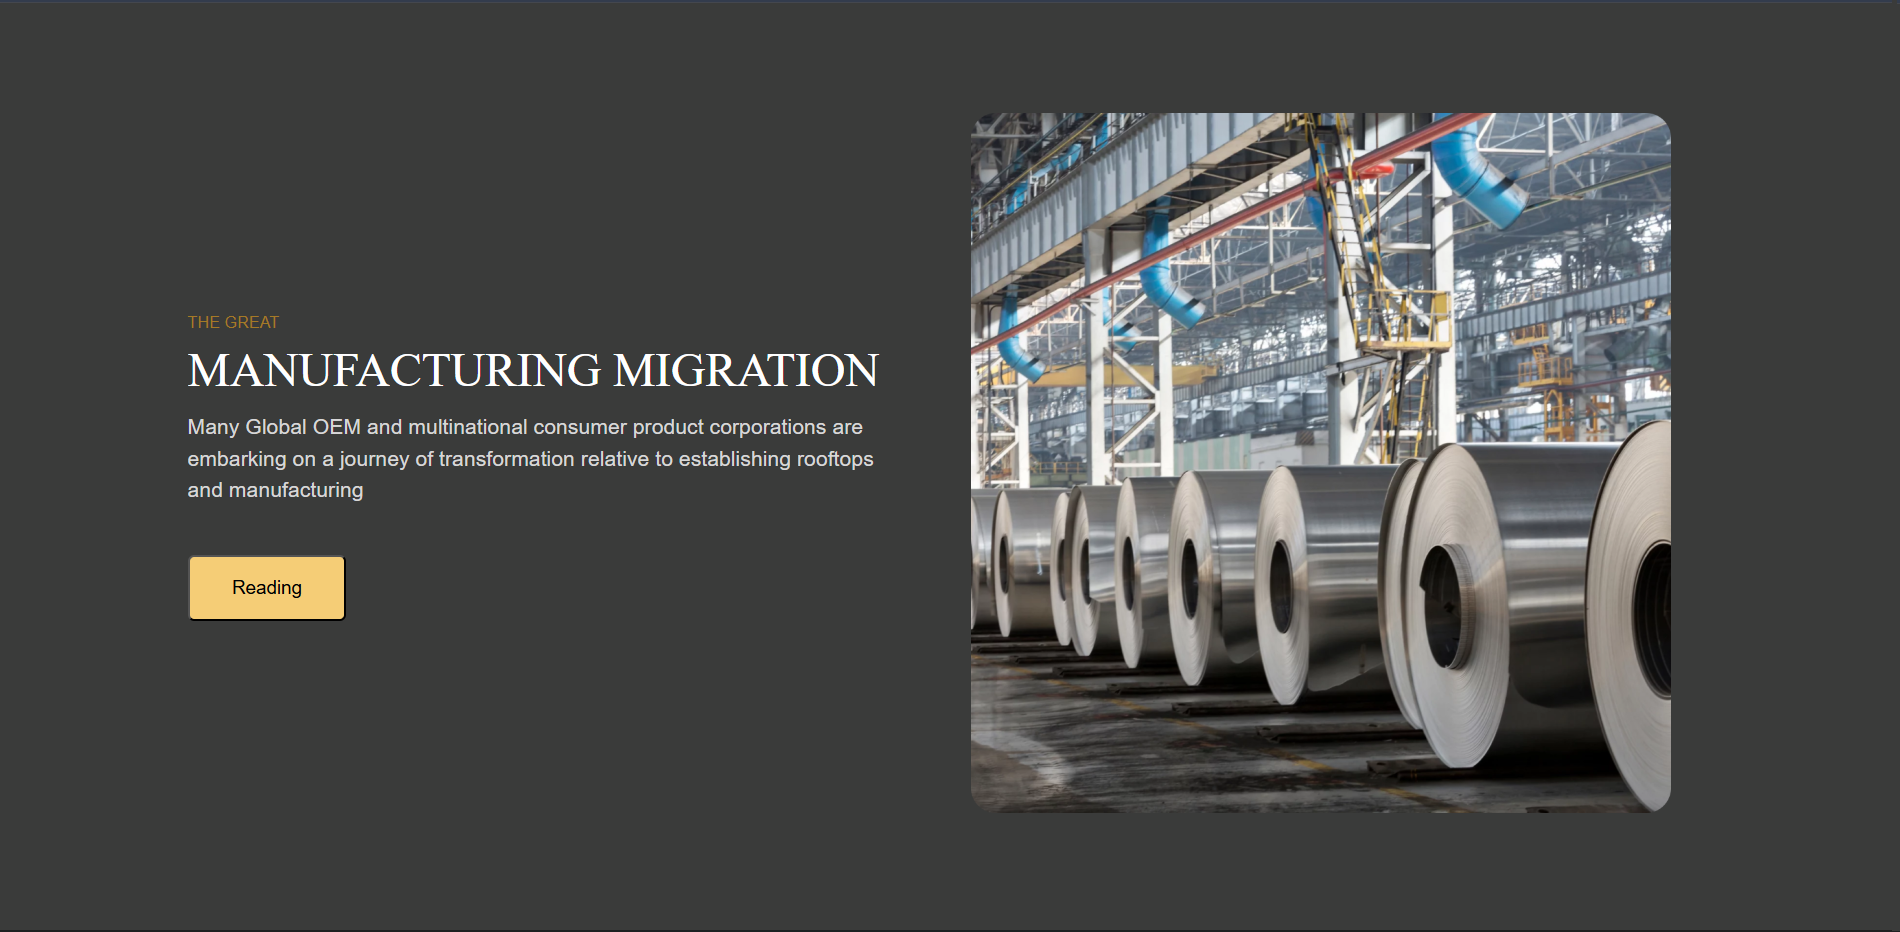 THE GREAT
MANUFACTURING MIGRATION
Many Global OEM and multinational consumer product corporations are
embarking on a journey of transformation relative to establishing rooftops
and manufacturing
Reading